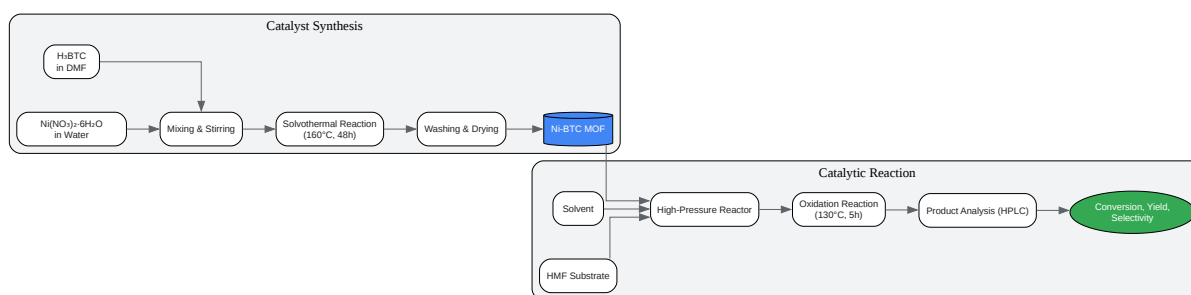 Catalyst Synthesis
H₃BTC
in DMF
Ni(NO₃)₂·6H₂O
in Water
Mixing & Stirring
Solvothermal Reaction
(160°C, 48h)
Washing & Drying
Ni-BTC MOF
Catalytic Reaction
Solvent
HMF Substrate
High-Pressure Reactor
Oxidation Reaction
(130°C, 5h)
Product Analysis (HPLC)
Conversion, Yield,
Selectivity